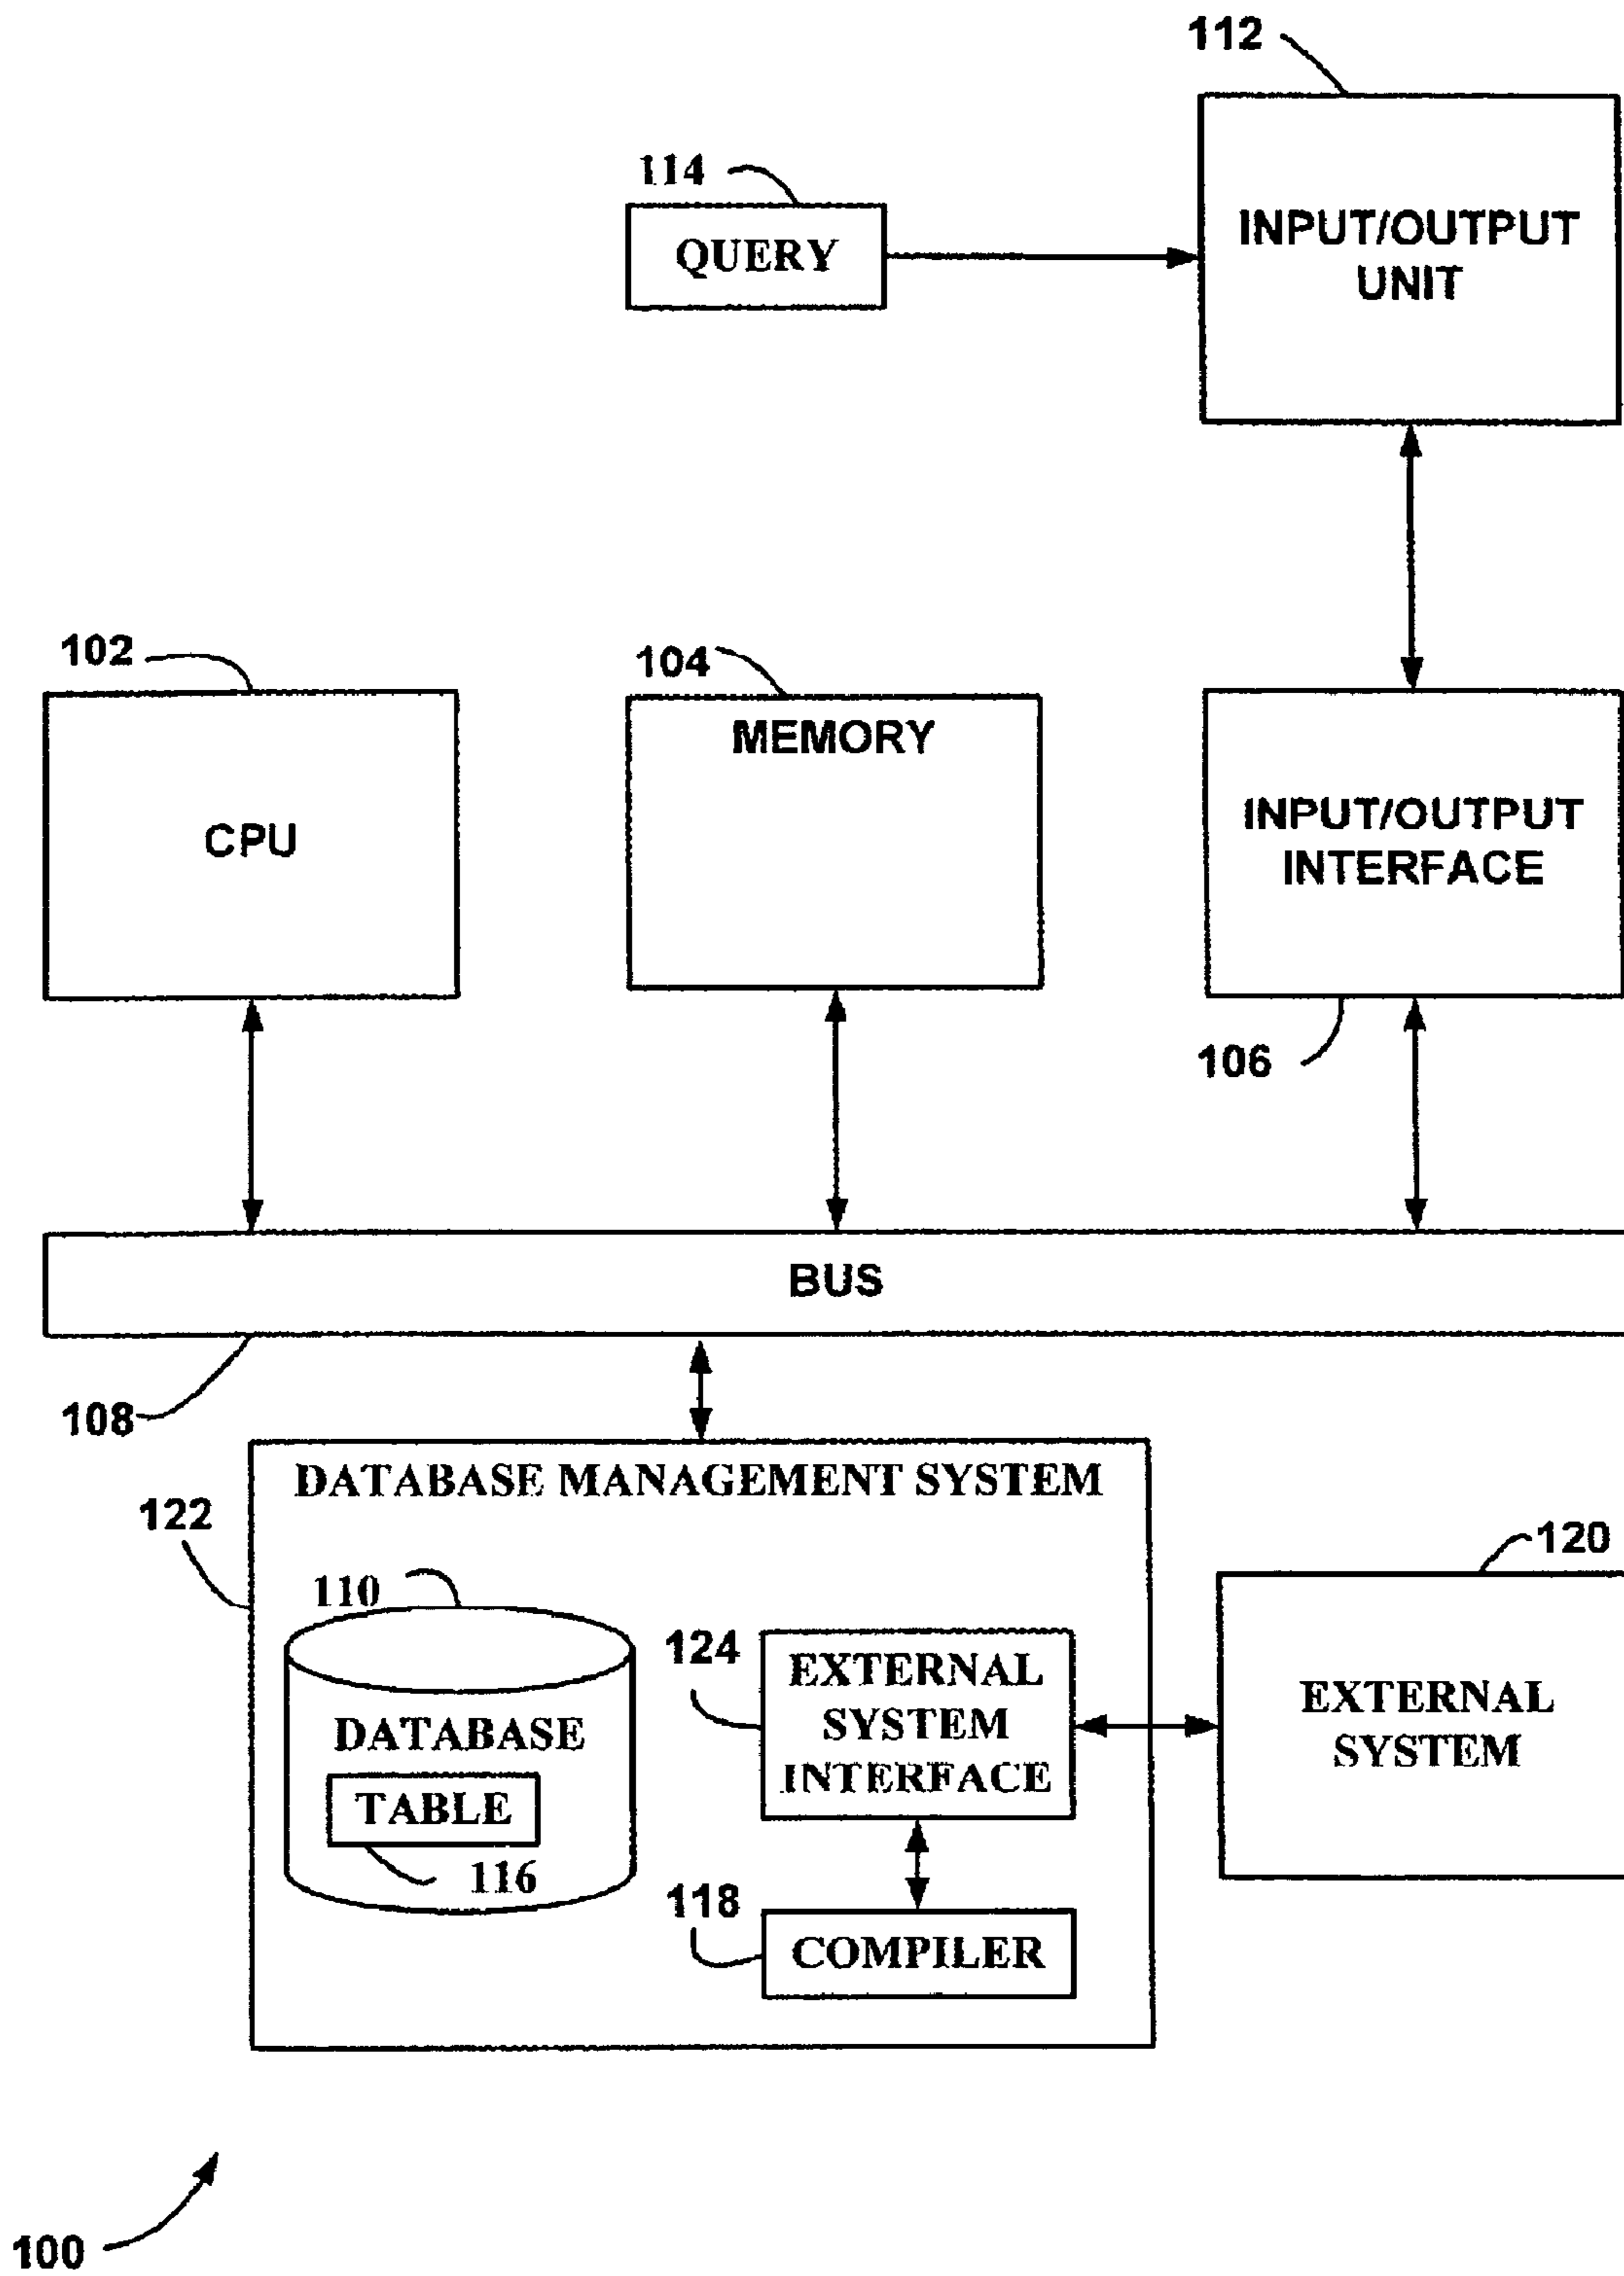 112
114
QUERY
INPUT/OUTPUT
UNIT
102
104
MEMORY
CPU
INPUT/OUTPUT
INTERFACE
106
BUS
108
DATABASE MANAGEMENT SYSTEM
122
120
110
124
EXTERNAL
SYSTEM
INTERFACE
EXTERNAL
SYSTEM
DATABASE
TABLE
116
118
COMPILER
100